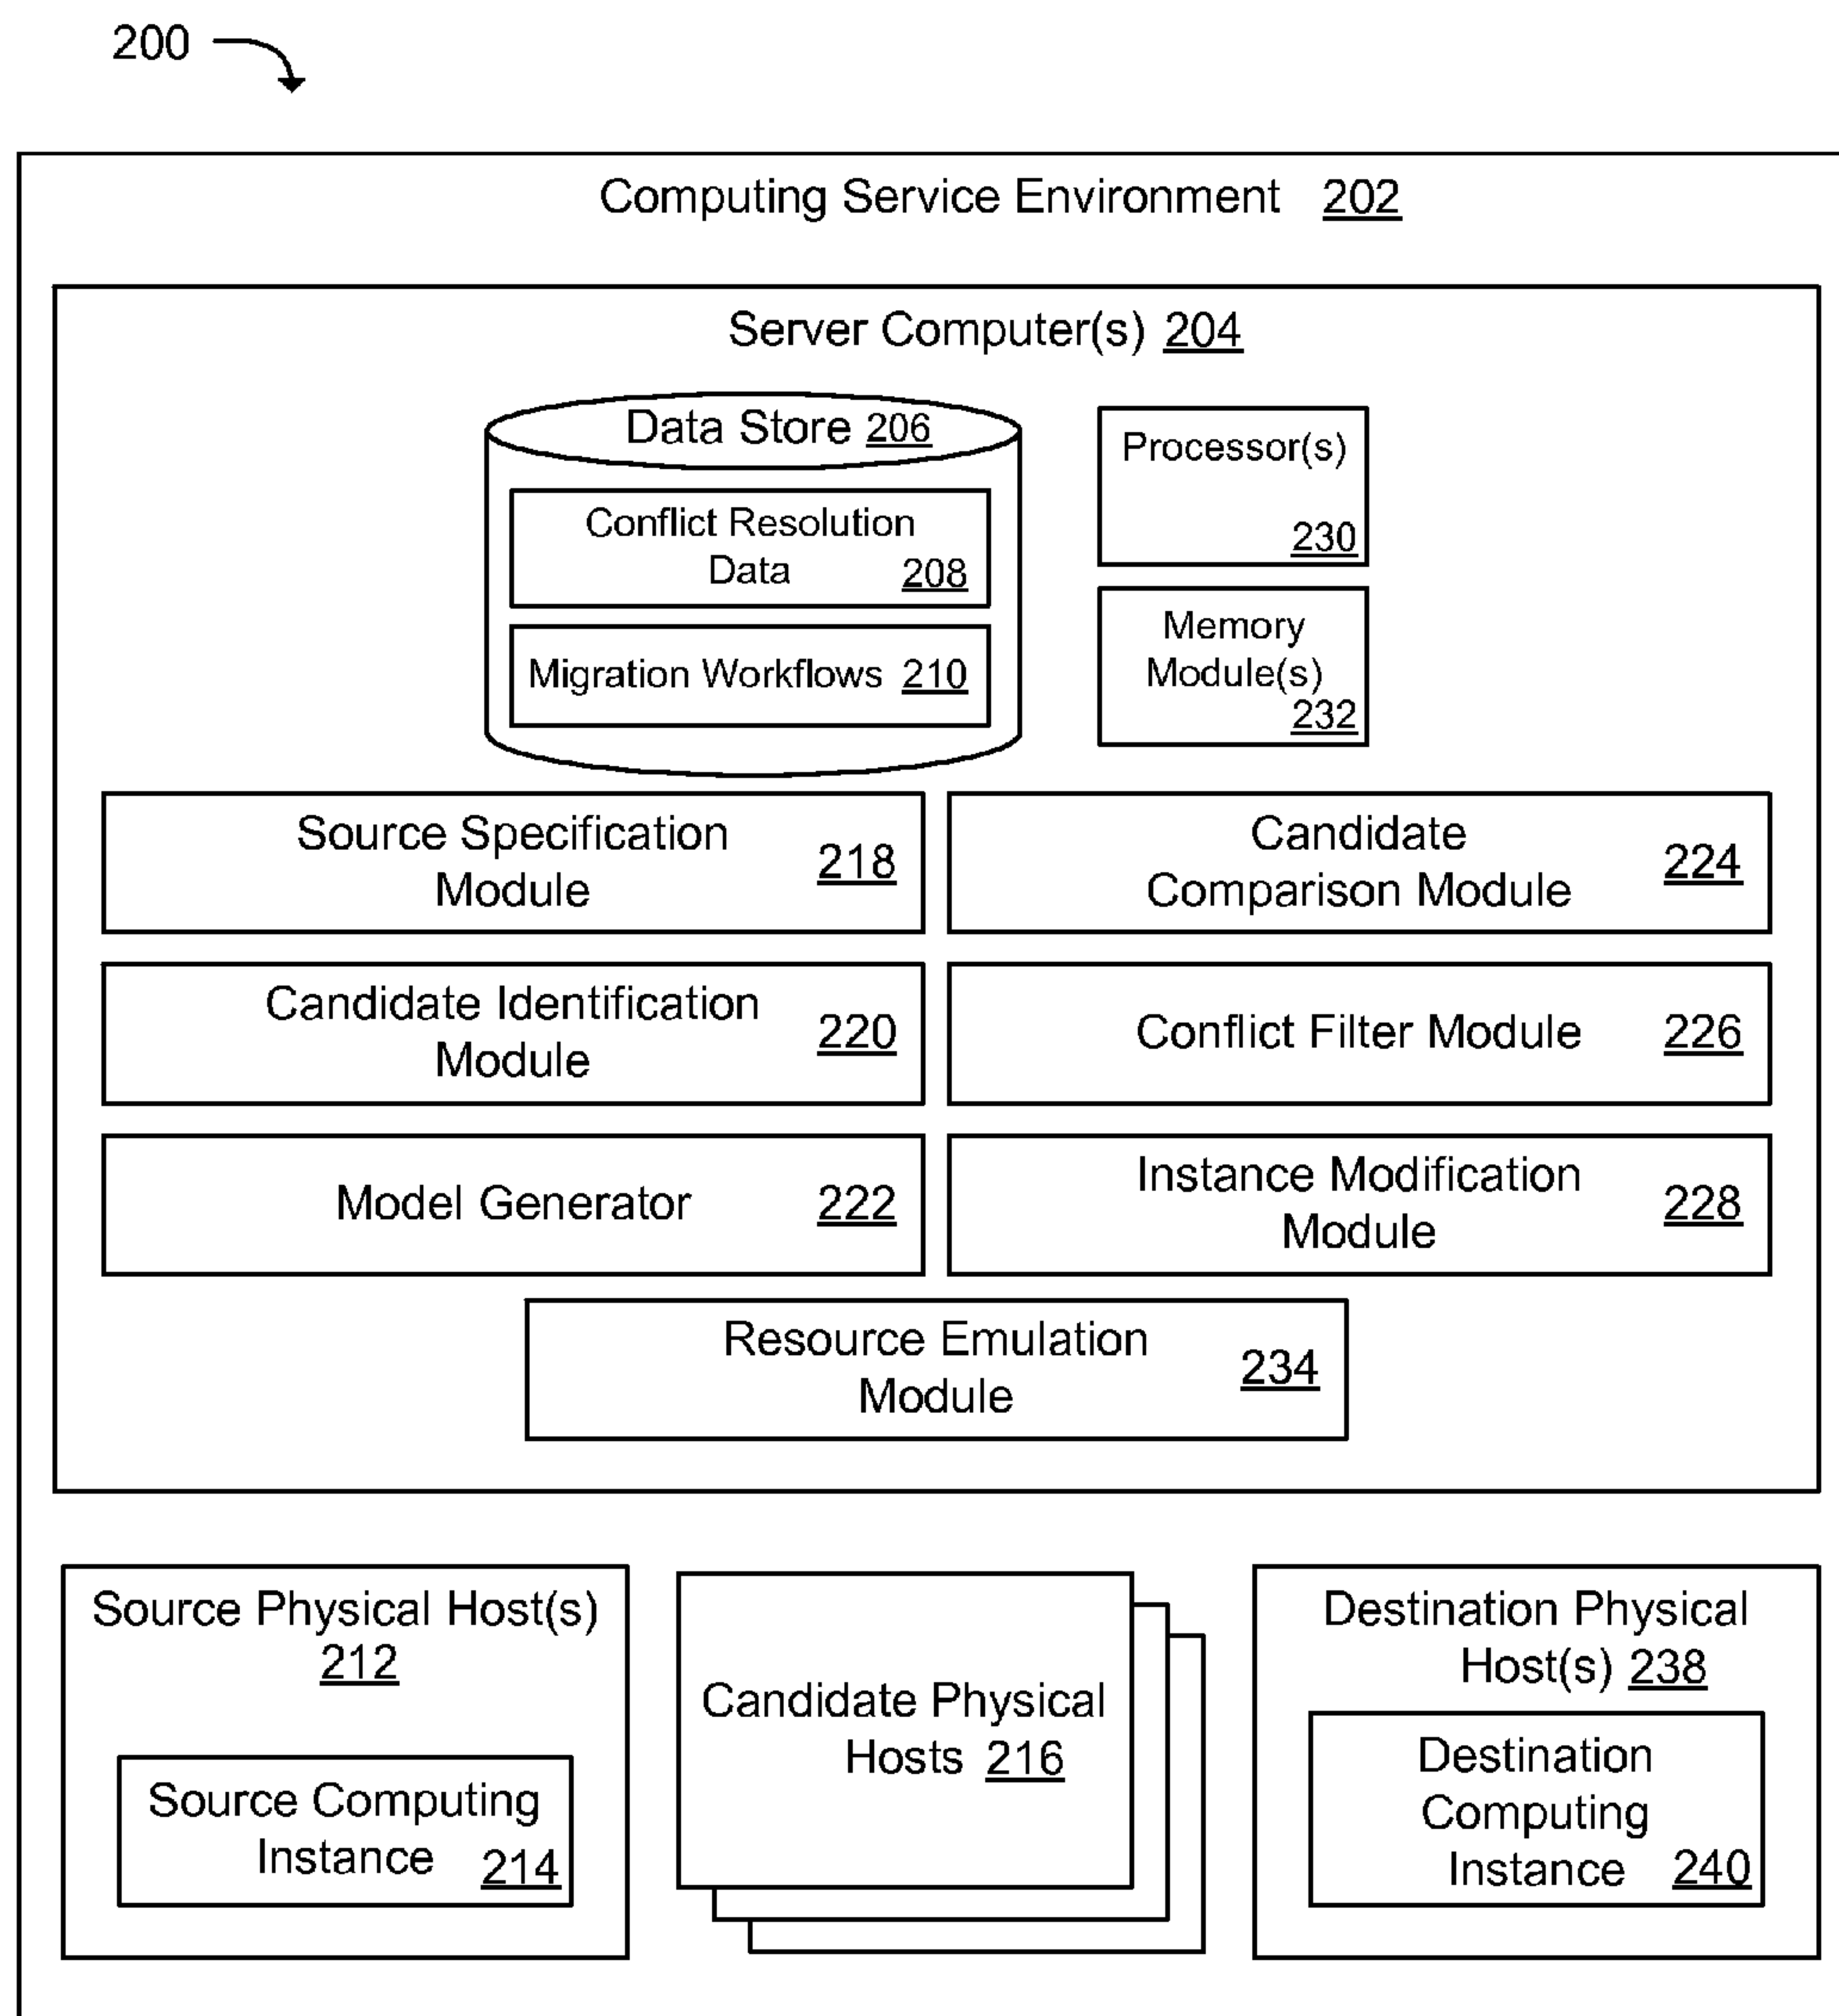 200
Computing Service Environment 202
Server Computer(s) 204
Data Store 206
Conflict Resolution
Data 208
Migration Workflows 210
Processor(s)
230
Memory
Module(s)
232
Source Specification
Module 218
Candidate
Comparison Module 224
Candidate Identification
Module 220
Conflict Filter Module 226
Model Generator 222
Instance Modification
Module 228
Resource Emulation
Module 234
Source Physical Host(s)
212
Source Computing
Instance 214
Candidate Physical
Hosts 216
Destination Physical
Host(s) 238
Destination
Computing
Instance 240